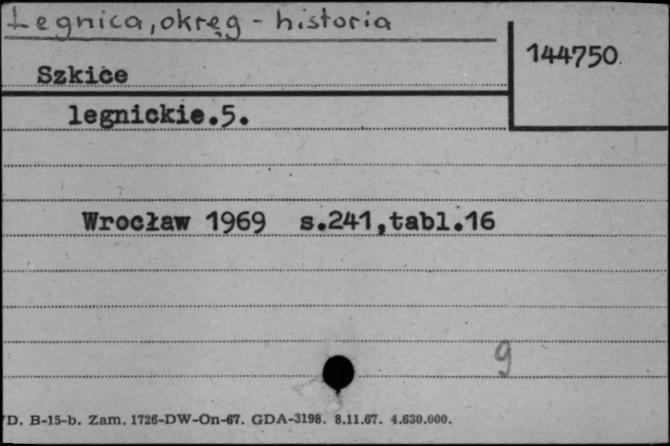 Legnica, okręg - historia
144750.
Szkice
legnickie.5.
Wrocław 1969 s.241,tabl.16
9
D. B-15-b. Zam. 1726-DW-On-67. GDA-3198. 8.11.67. 4.630.000.